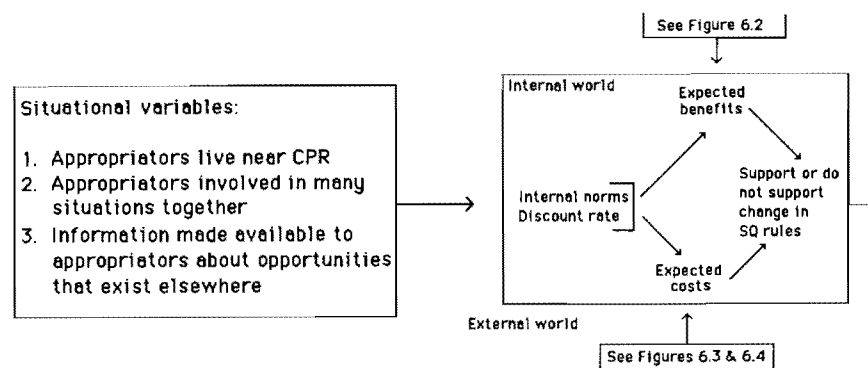 See Figure 6.2
Situational variables:
1. Appropriators live near CPR
2. Appropriators involved in many
situations together
3. Information made available to
appropriators about opportunities
that exist elsewhere
Internal world
Expected
benefits
Internal norms
Discount rate
Support or do
not support
change in
SQ rules
Expected
costs
External world
See Figures 6.3 & 6.4